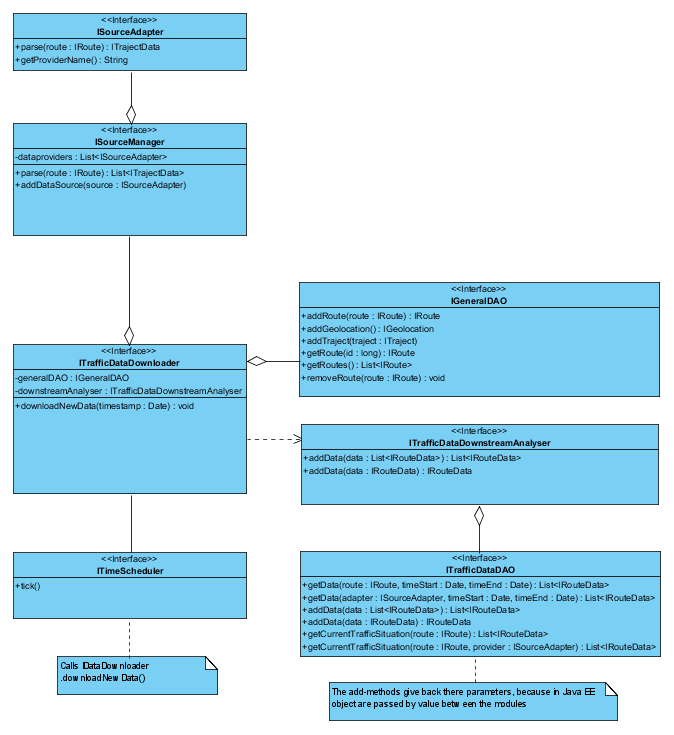 <<Interface>>
ISourceAdapter
+parse(route : IRoute) : ITrajectData
+getProviderName() : String
<<Interface>>
ISourceManager
-dataproviders : List<ISourceAdapter>
+parse(route : IRoute) : List<ITrajectData>
+addDataSource(source : ISourceAdapter)
<<Interface>>
IGeneralDAO
+addRoute(route : IRoute) : IRoute
+addGeolocation() : IGeolocation
+addTraject(traject : ITraject)
+getRoute(id : long) : IRoute
+getRoutes() : List<IRoute>
+removeRoute(route : IRoute) : void
<<Interface>>
ITrafficDataDownloader
-generalDAO : IGeneralDAO
-downstreamAnalyser : ITrafficDataDownstreamAnalyser
+downloadNewData(timestamp : Date) : void
<<Interface>>
ITrafficDataDownstreamAnalyser
+addData(data : List<IRouteData>) : List<IRouteData>
+addData(data : IRouteData) : IRouteData
<<Interface>>
ITimeScheduler
+tick()
<<Interface>>
ITrafficDataDAO
+getData(route : IRoute, timeStart : Date, timeEnd : Date) : List<IRouteData>
+getData(adapter : ISourceAdapter, timeStart : Date, timeEnd : Date) : List<IRouteData>
+addData(data : List<IRouteData>) : List<IRouteData>
+addData(data : IRouteData) : IRouteData
+getCurrentTrafficSituation(route : IRoute) : List<IRouteData>
+getCurrentTrafficSituation(route : IRoute, provider : ISourceAdapter) : List<IRouteData>
Calls IDataDownloader
.downloadNewData()
The add-methods give back there parameters, because in Java EE
object are passed by value between the modules